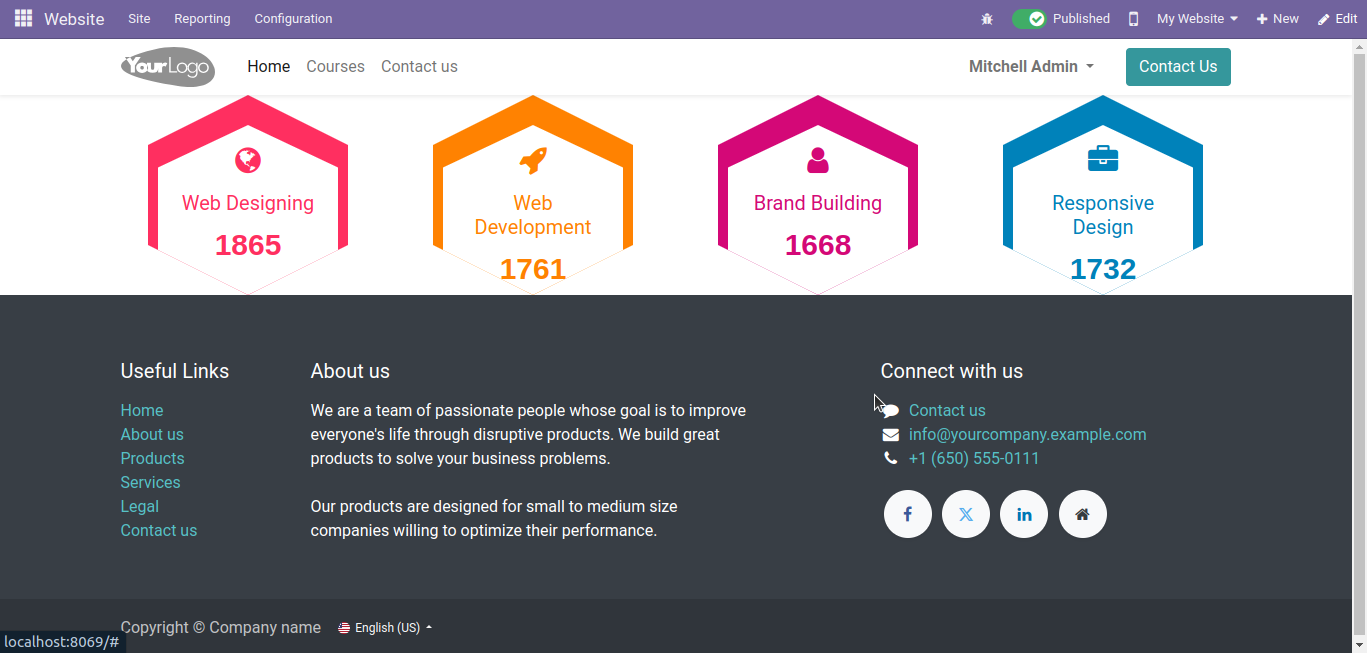 Website Site Reporting Configuration Published My Website New Edit
YourLogo Home Courses Contact us Mitchell Admin Contact Us
Web Designing
1865
Web
Development
1761
Brand Building
1668
Responsive
Design
1732
Useful Links
Home
About us
Products
Services
Legal
Contact us
About us
We are a team of passionate people whose goal is to improve
everyone's life through disruptive products. We build great
products to solve your business problems.
Our products are designed for small to medium size
companies willing to optimize their performance.
Connect with us
Contact us
info@yourcompany.example.com
+1 (650) 555-0111
Copyright © Company name English (US)
localhost:8069/#